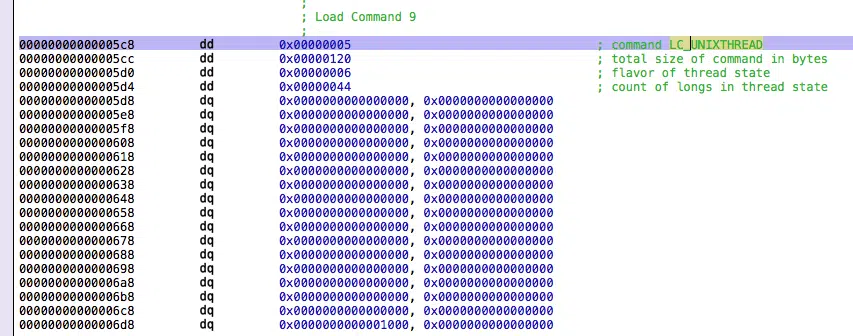 ;
; Load Command 9
;
00000000000005c8 dd 0x00000005 ; command LC_UNIXTHREAD
00000000000005cc dd 0x00000120 ; total size of command in bytes
00000000000005d0 dd 0x00000006 ; flavor of thread state
00000000000005d4 dd 0x00000044 ; count of longs in thread state
00000000000005d8 dq 0x0000000000000000, 0x0000000000000000
00000000000005e8 dq 0x0000000000000000, 0x0000000000000000
00000000000005f8 dq 0x0000000000000000, 0x0000000000000000
0000000000000608 dq 0x0000000000000000, 0x0000000000000000
0000000000000618 dq 0x0000000000000000, 0x0000000000000000
0000000000000628 dq 0x0000000000000000, 0x0000000000000000
0000000000000638 dq 0x0000000000000000, 0x0000000000000000
0000000000000648 dq 0x0000000000000000, 0x0000000000000000
0000000000000658 dq 0x0000000000000000, 0x0000000000000000
0000000000000668 dq 0x0000000000000000, 0x0000000000000000
0000000000000678 dq 0x0000000000000000, 0x0000000000000000
0000000000000688 dq 0x0000000000000000, 0x0000000000000000
0000000000000698 dq 0x0000000000000000, 0x0000000000000000
00000000000006a8 dq 0x0000000000000000, 0x0000000000000000
00000000000006b8 dq 0x0000000000000000, 0x0000000000000000
00000000000006c8 dq 0x0000000000000000, 0x0000000000000000
00000000000006d8 dq 0x0000000000001000, 0x0000000000000000